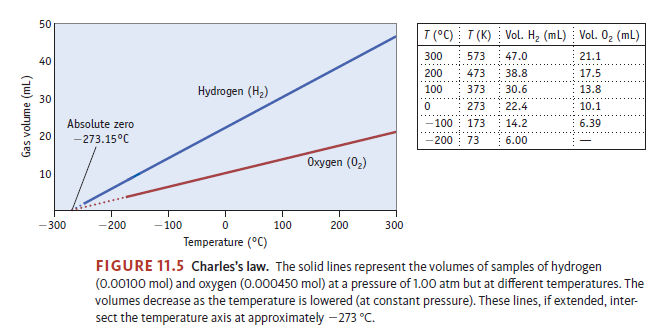 50
40
30
20
10
Gas volume (mL)
Hydrogen (H₂)
Absolute zero
−273.15°C
Oxygen (O₂)
−300 −200 −100 0 100 200 300
Temperature (°C)
T (°C) T (K) Vol. H₂ (mL) Vol. O₂ (mL)
300 573 47.0 21.1
200 473 38.8 17.5
100 373 30.6 13.8
0 273 22.4 10.1
−100 173 14.2 6.39
−200 73 6.00 —
FIGURE 11.5 Charles's law. The solid lines represent the volumes of samples of hydrogen
(0.00100 mol) and oxygen (0.000450 mol) at a pressure of 1.00 atm but at different temperatures. The
volumes decrease as the temperature is lowered (at constant pressure). These lines, if extended, inter-
sect the temperature axis at approximately −273 °C.